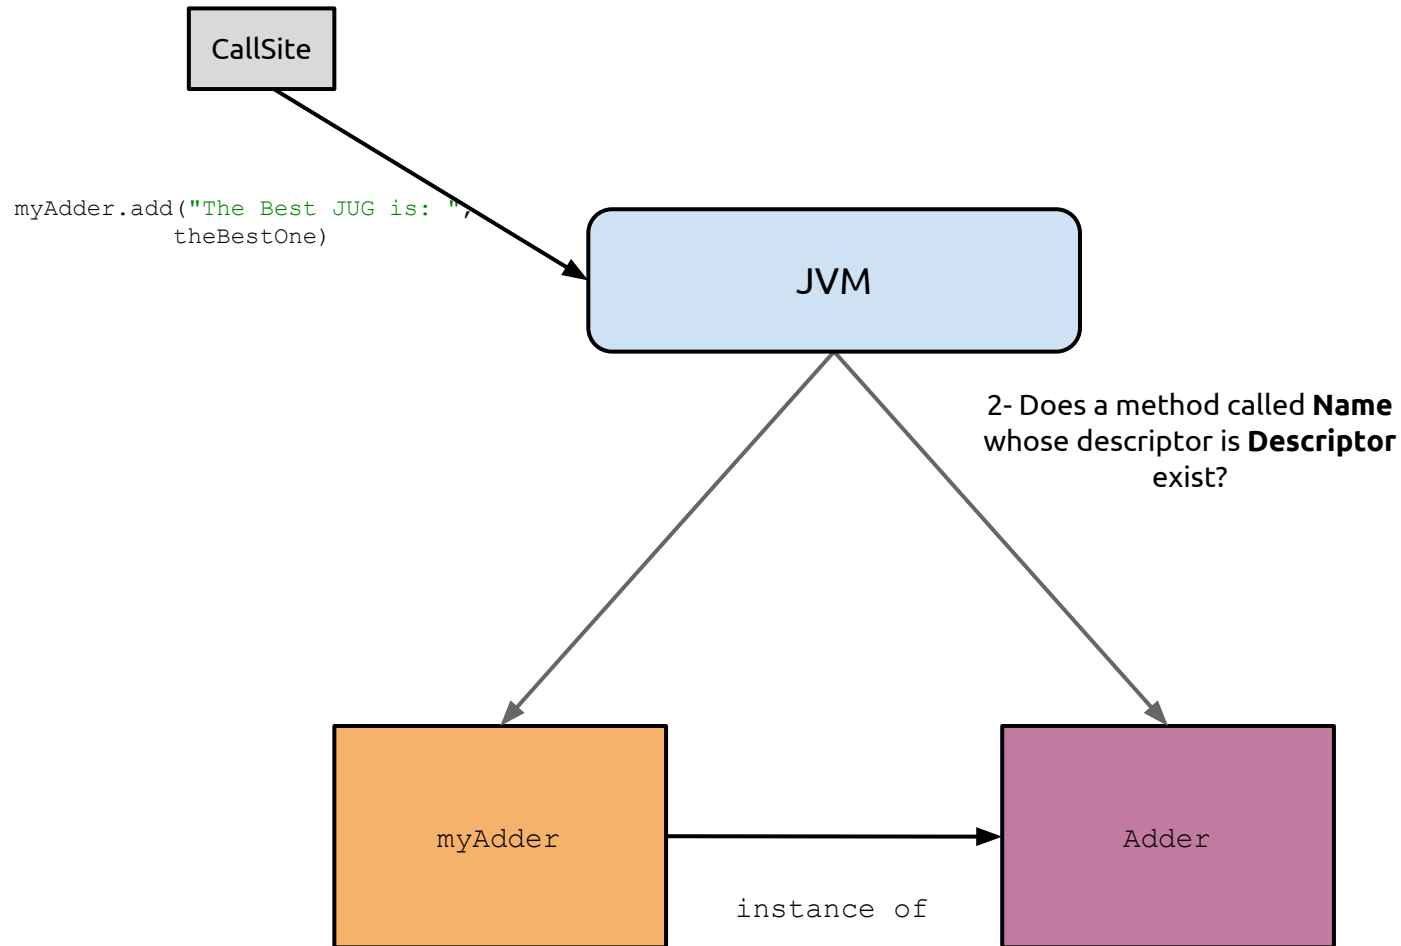 CallSite
myAdder.add("The Best JUG is: ",
theBestOne)
JVM
2- Does a method called Name
whose descriptor is Descriptor
exist?
myAdder
Adder
instance of